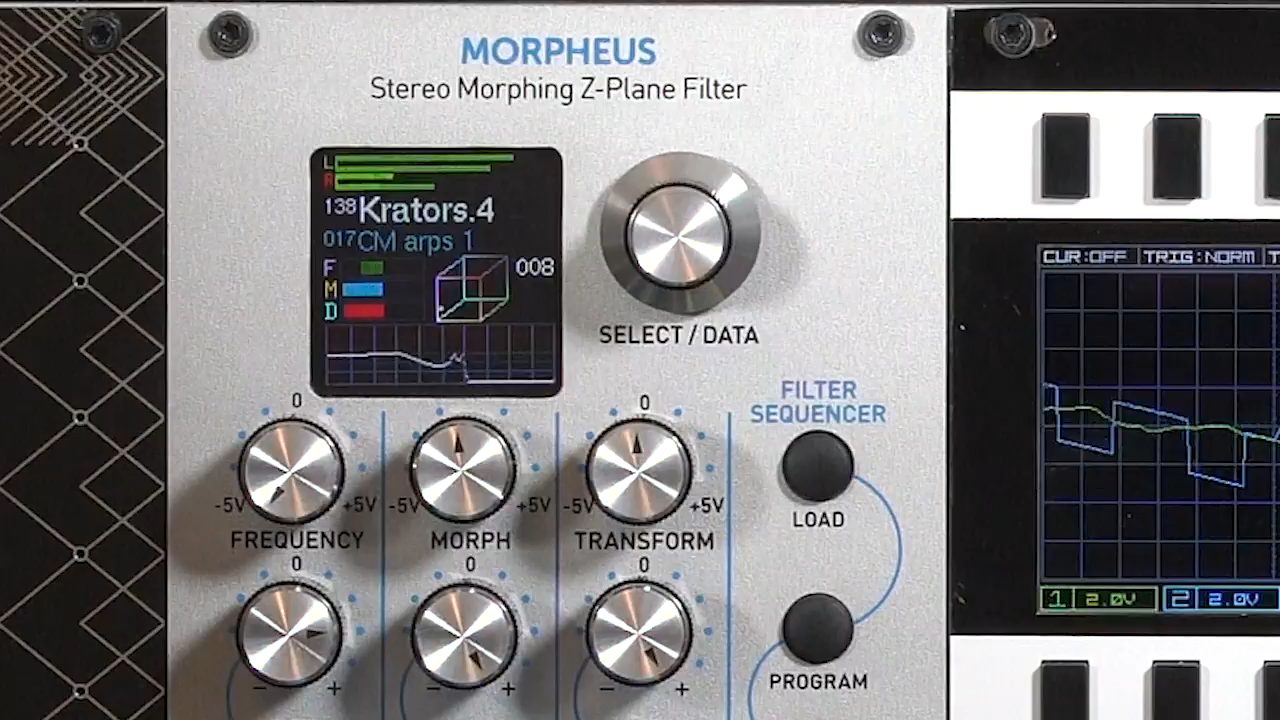 MORPHEUS
Stereo Morphing Z-Plane Filter
L
R
138 Krators.4
017 CM arps 1
F
008
M
D
SELECT / DATA
CUR:OFF TRIG:NORM T
FILTER
SEQUENCER
0 0 0
-5V +5V -5V +5V -5V +5V
LOAD
FREQUENCY MORPH TRANSFORM
0 0 0
1 2.0V 2 2.0V
PROGRAM
− + − + − +